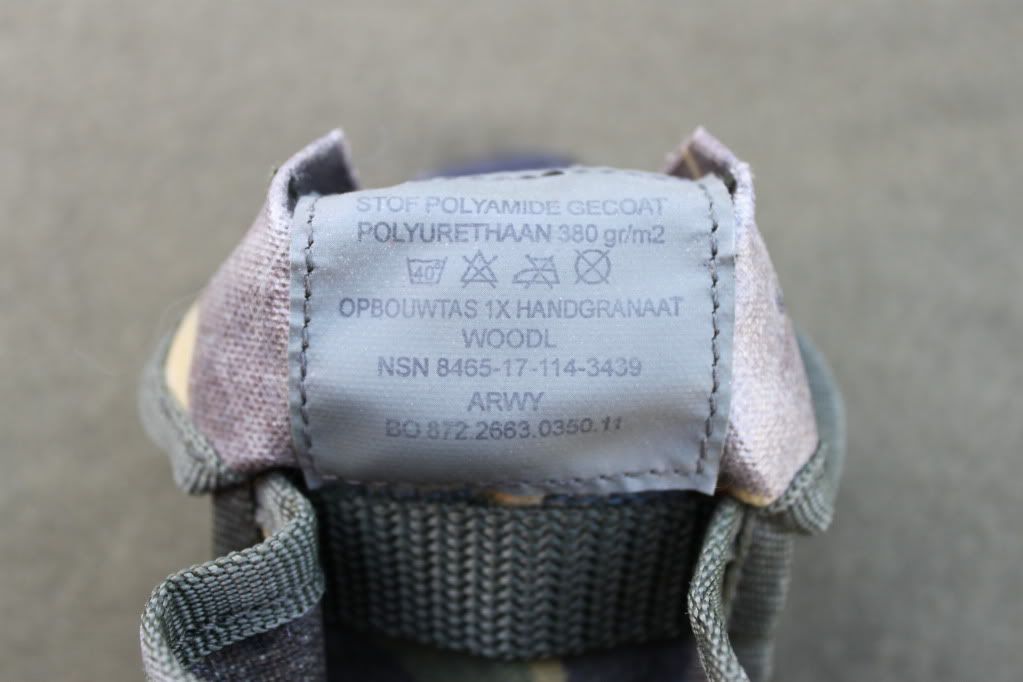 STOF POLYAMIDE GECOAT
POLYURETHAAN 380 gr/m2
40°
OPBOUWTAS 1X HANDGRANAAT
WOODL
NSN 8465-17-114-3439
ARWY
BO 872.2663.0350.11